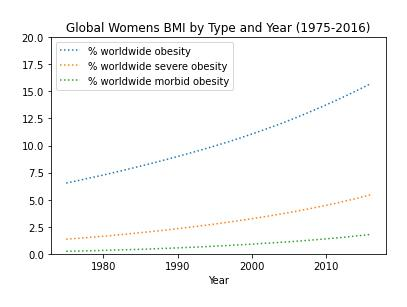 Global Womens BMI by Type and Year (1975-2016)
20.0
17.5
15.0
12.5
10.0
7.5
5.0
2.5
0.0
% worldwide obesity
% worldwide severe obesity
% worldwide morbid obesity
1980 1990 2000 2010
Year